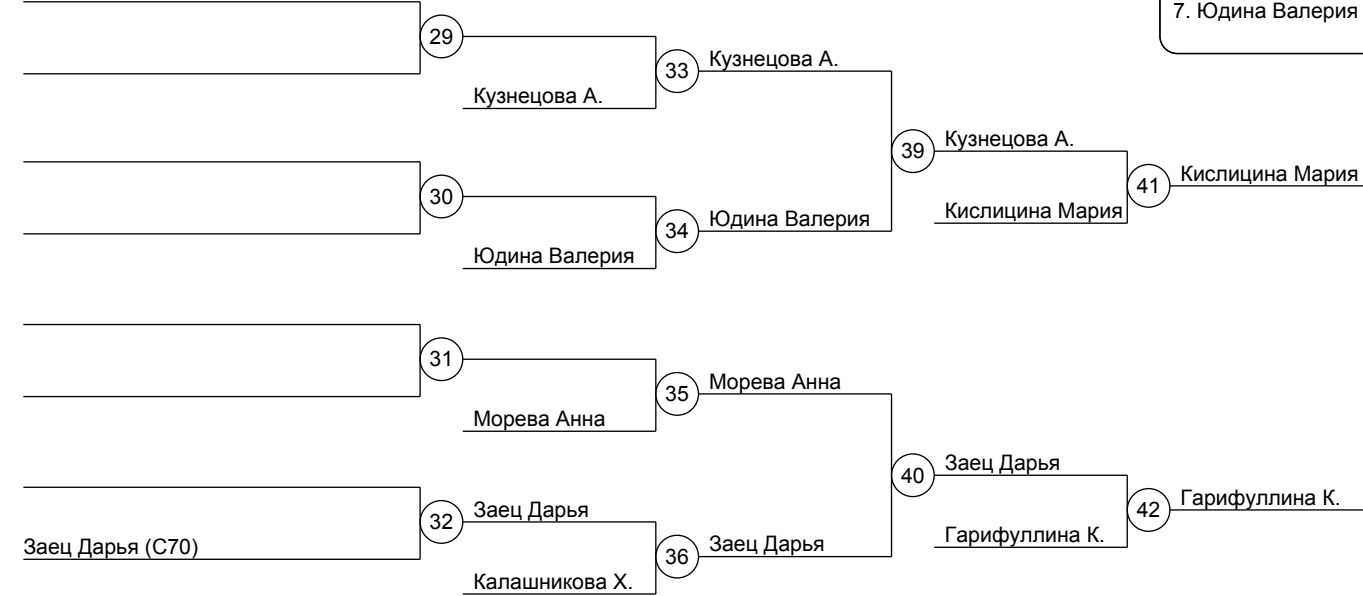 7. Юдина Валерия
29
33
Кузнецова А.
Кузнецова А.
39
Кузнецова А.
41
Кислицина Мария
30
34
Юдина Валерия
Кислицина Мария
Юдина Валерия
31
35
Морева Анна
Морева Анна
40
Заец Дарья
42
Гарифуллина К.
32
Заец Дарья
Гарифуллина К.
Заец Дарья (C70)
36
Заец Дарья
Калашникова Х.